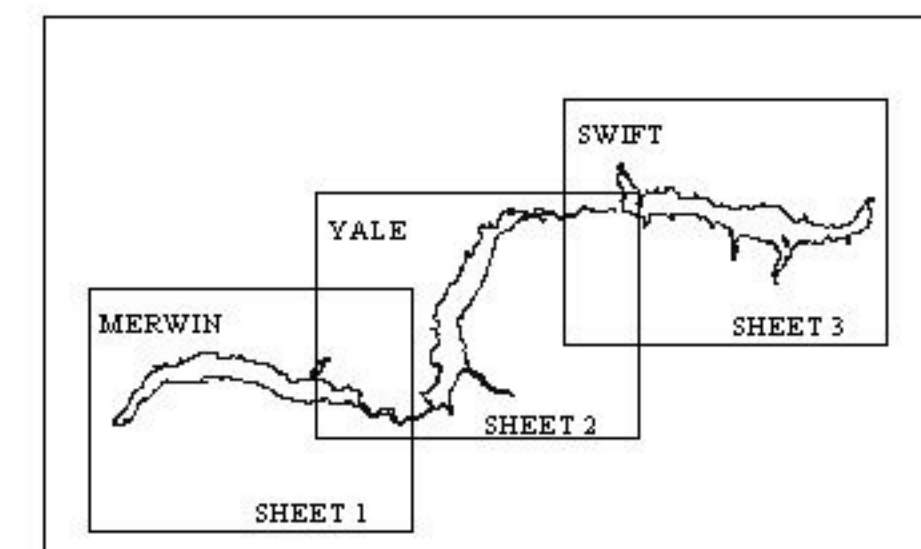 SWIFT
YALE
MERWIN
SHEET 3
SHEET 2
SHEET 1